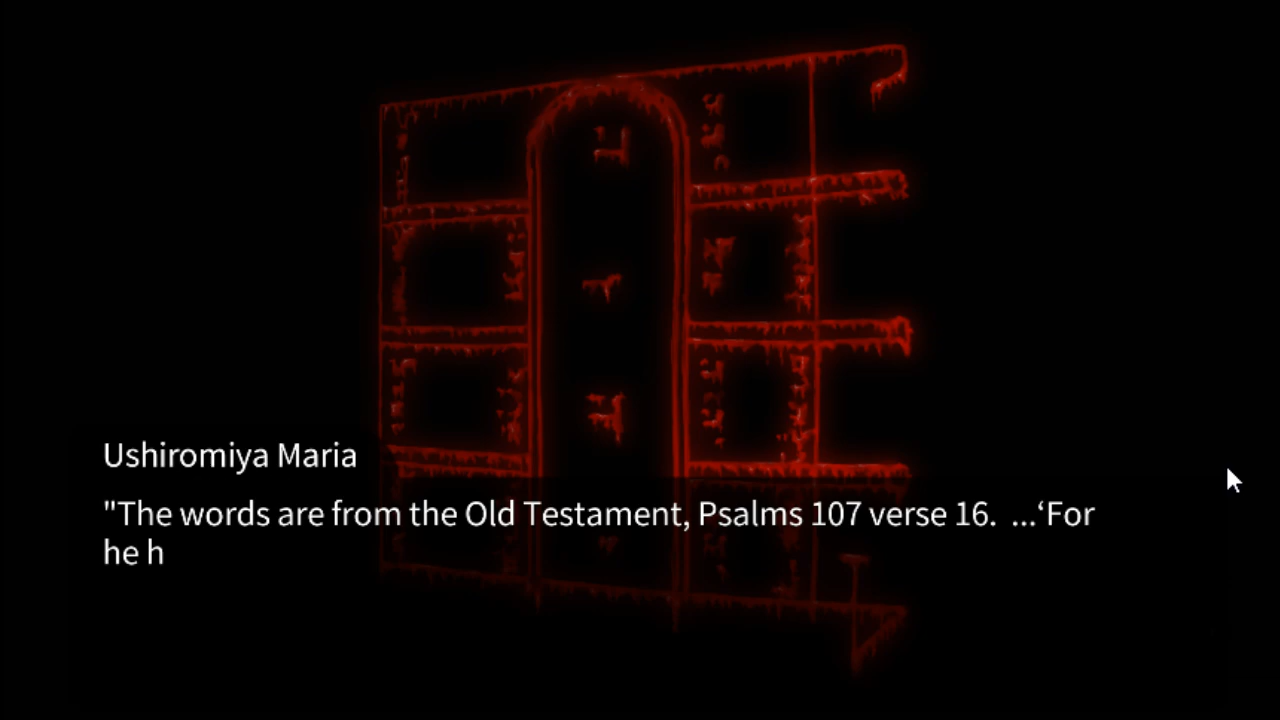 Ushiromiya Maria
"The words are from the Old Testament, Psalms 107 verse 16.  ...‘For
he h